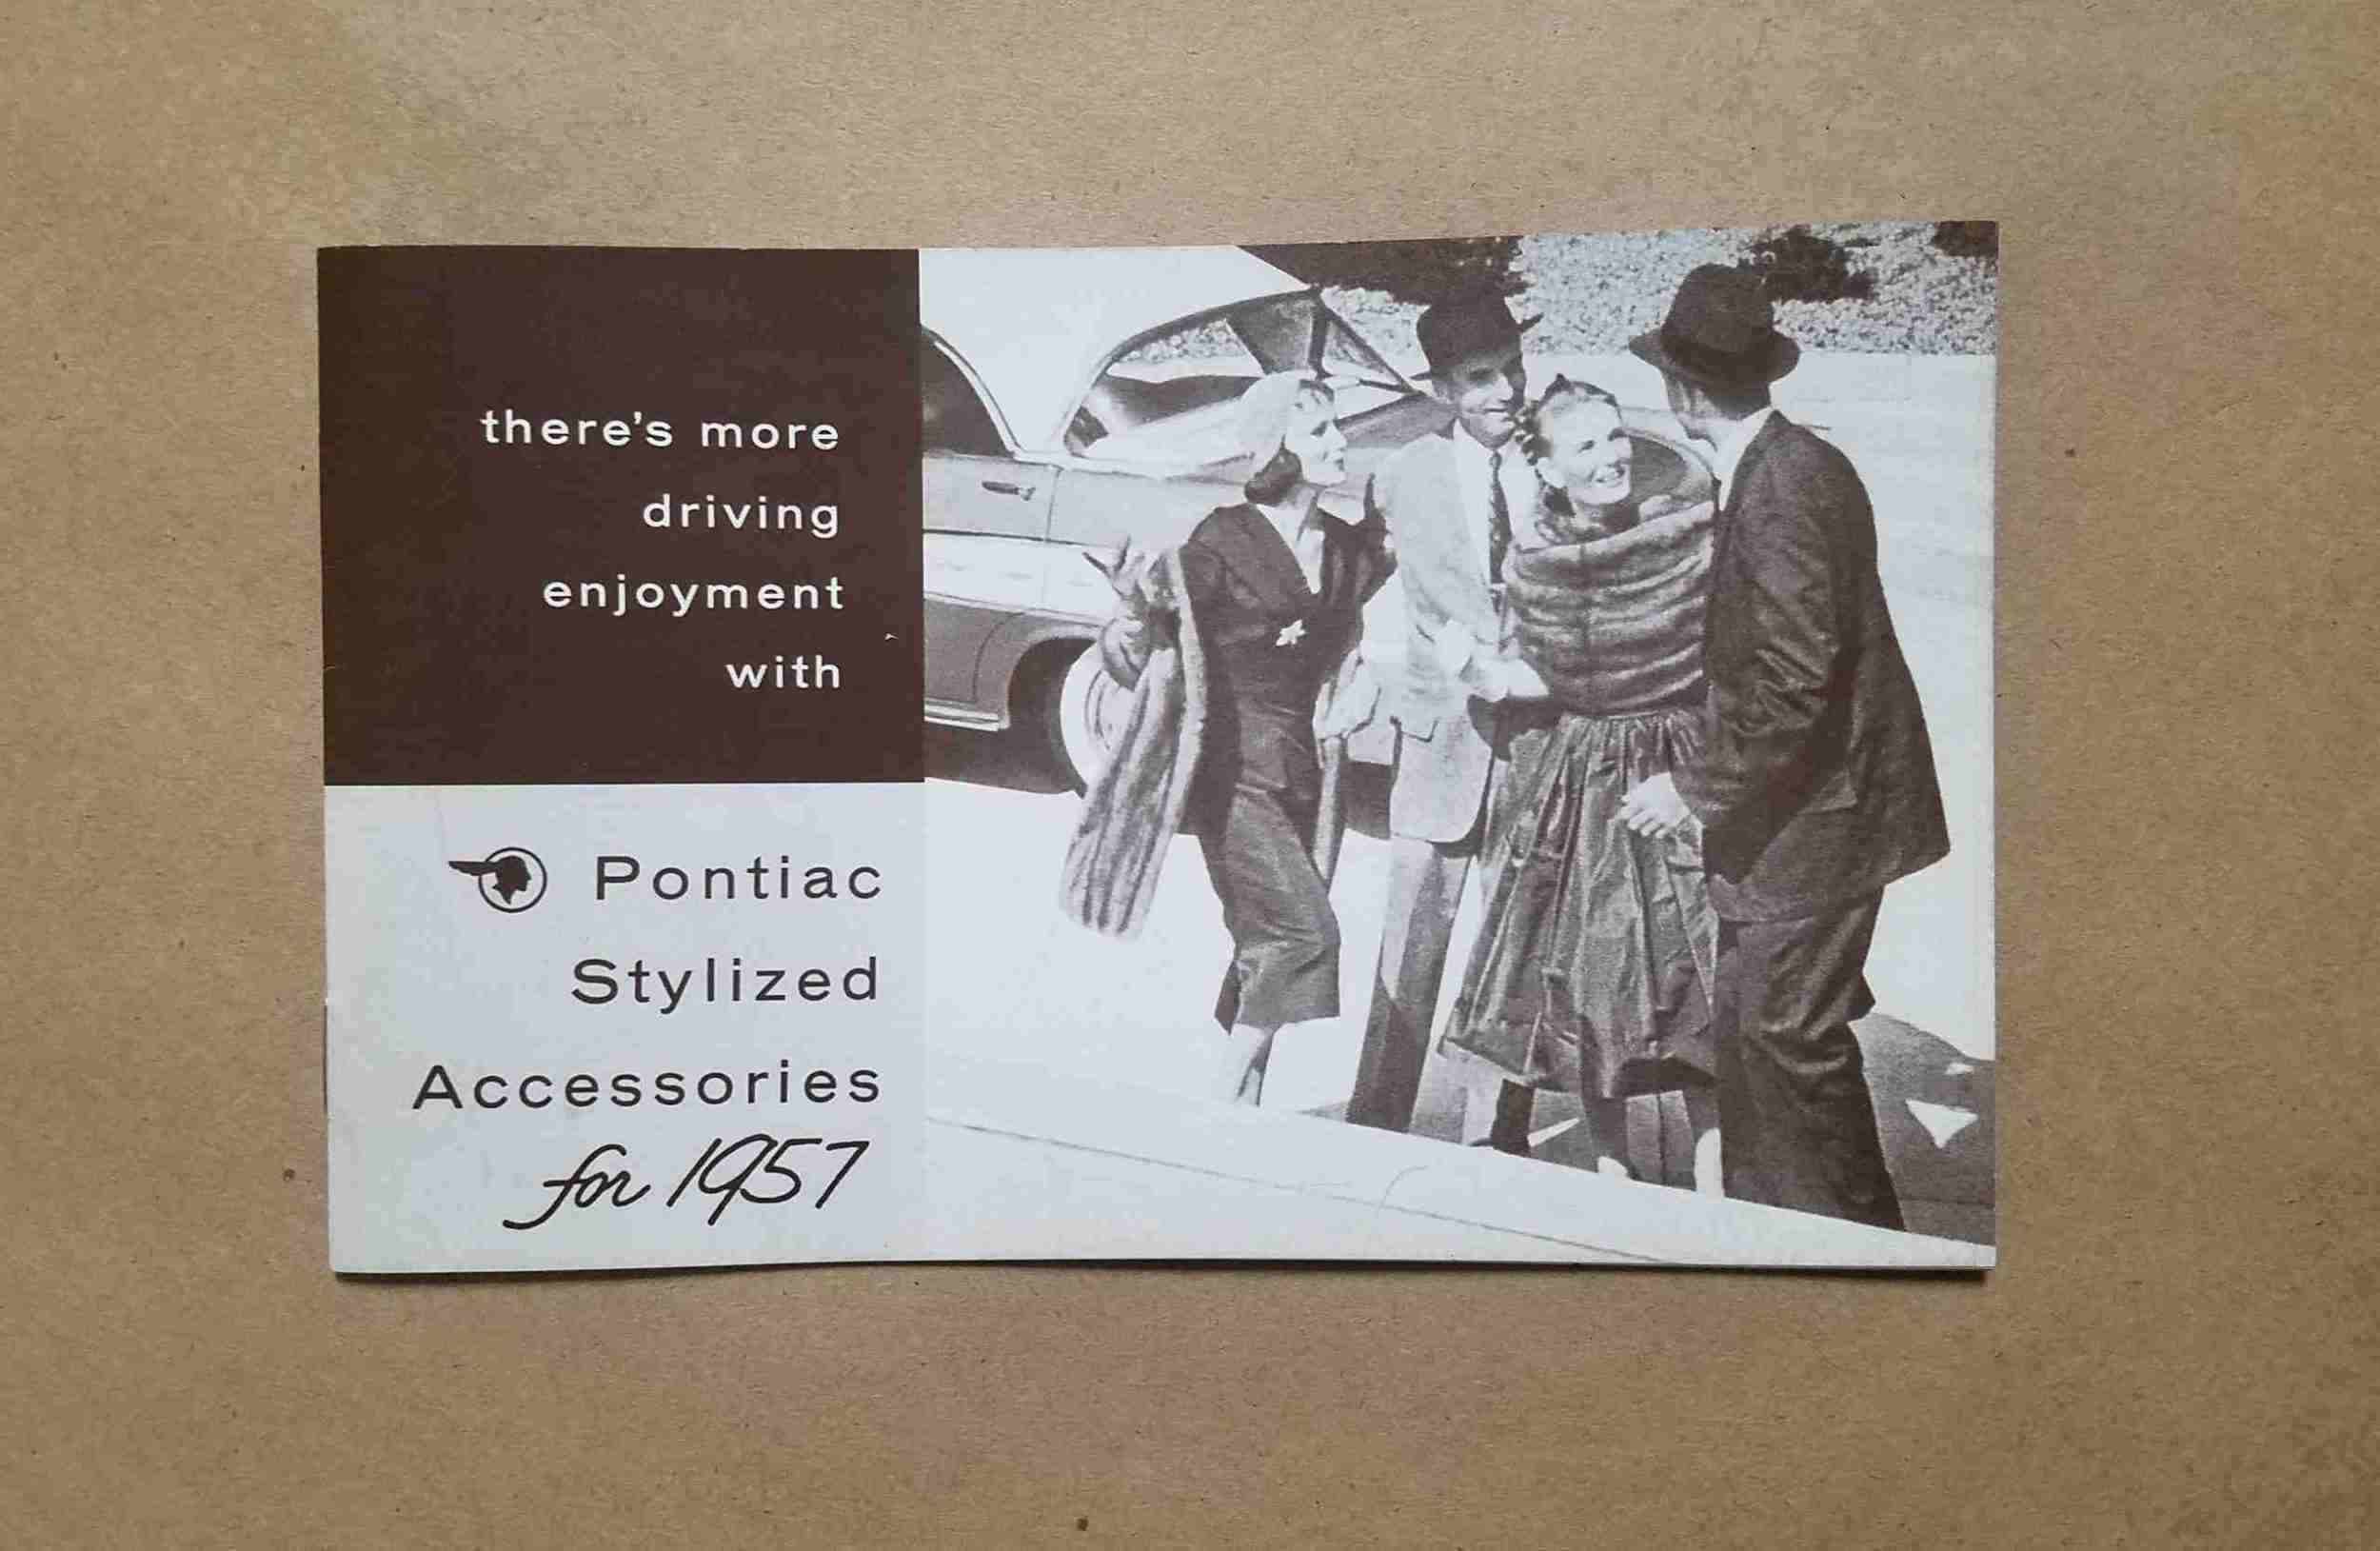 there's more
driving
enjoyment
with
Pontiac
Stylized
Accessories
for 1957